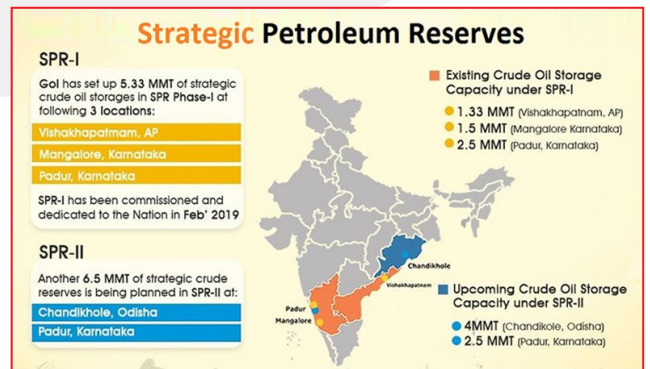 Strategic Petroleum Reserves
SPR-I
GoI has set up 5.33 MMT of strategic
crude oil storages in SPR Phase-I at
following 3 locations:
Vishakhapatnam, AP
Mangalore, Karnataka
Padur, Karnataka
SPR-I has been commissioned and
dedicated to the Nation in Feb' 2019
SPR-II
Another 6.5 MMT of strategic crude
reserves is being planned in SPR-II at:
Chandikhole, Odisha
Padur, Karnataka
Existing Crude Oil Storage
Capacity under SPR-I
1.33 MMT (Vishakhapatnam, AP)
1.5 MMT (Mangalore Karnataka)
2.5 MMT (Padur, Karnataka)
Chandikhole
Vishakhapatnam
Padur
Mangalore
Upcoming Crude Oil Storage
Capacity under SPR-II
4MMT (Chandikole, Odisha)
2.5 MMT (Padur, Karnataka)